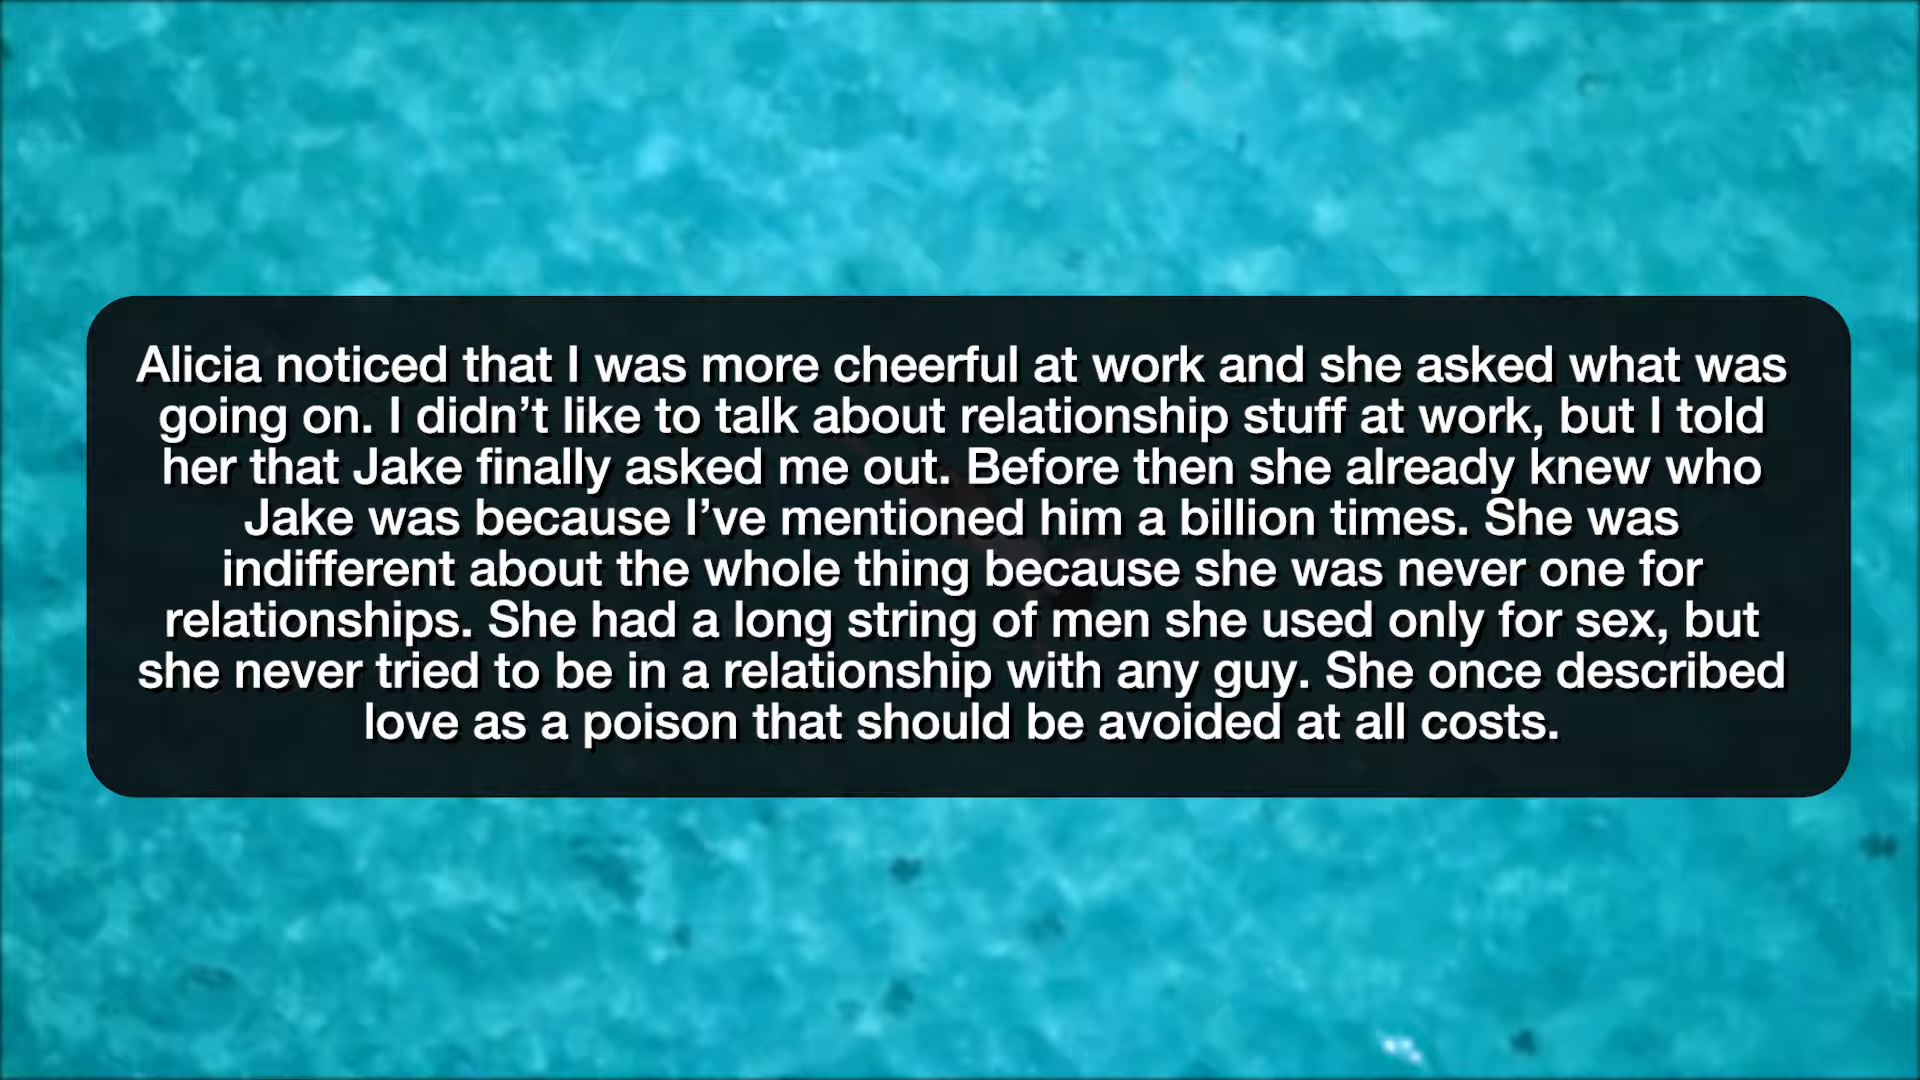 Alicia noticed that I was more cheerful at work and she asked what was
going on. I didn’t like to talk about relationship stuff at work, but I told
her that Jake finally asked me out. Before then she already knew who
Jake was because I’ve mentioned him a billion times. She was
indifferent about the whole thing because she was never one for
relationships. She had a long string of men she used only for sex, but
she never tried to be in a relationship with any guy. She once described
love as a poison that should be avoided at all costs.